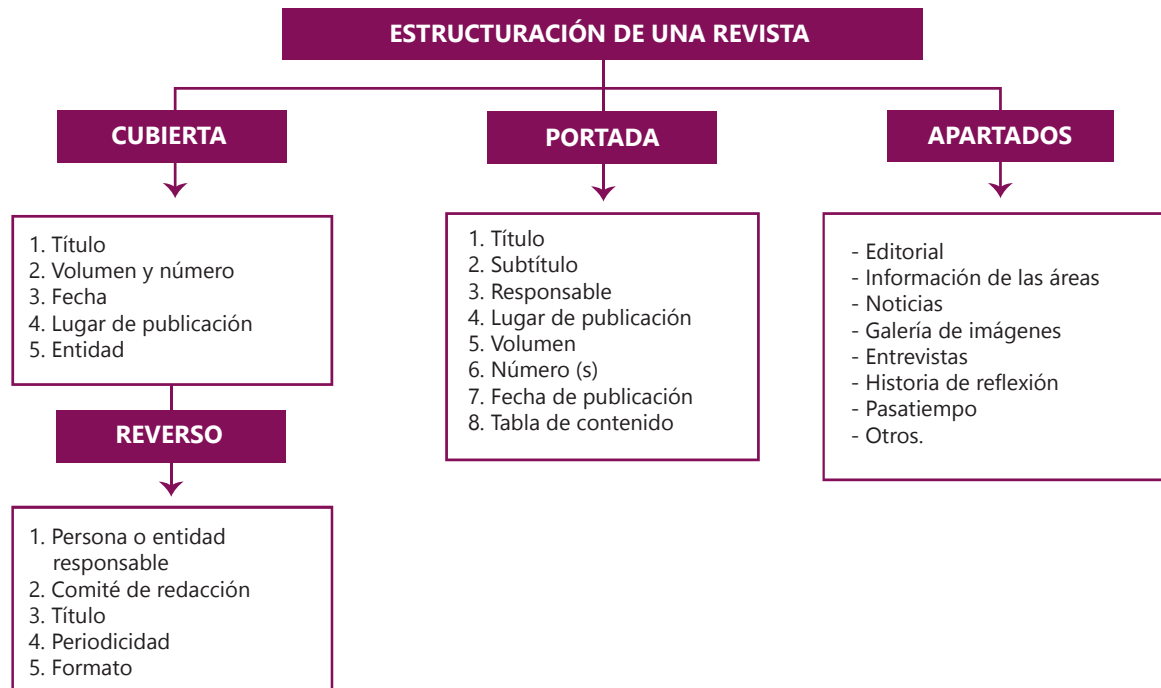 ESTRUCTURACIÓN DE UNA REVISTA
CUBIERTA
1. Título
2. Volumen y número
3. Fecha
4. Lugar de publicación
5. Entidad
REVERSO
1. Persona o entidad
responsable
2. Comité de redacción
3. Título
4. Periodicidad
5. Formato
PORTADA
1. Título
2. Subtítulo
3. Responsable
4. Lugar de publicación
5. Volumen
6. Número (s)
7. Fecha de publicación
8. Tabla de contenido
APARTADOS
- Editorial
- Información de las áreas
- Noticias
- Galería de imágenes
- Entrevistas
- Historia de reflexión
- Pasatiempo
- Otros.